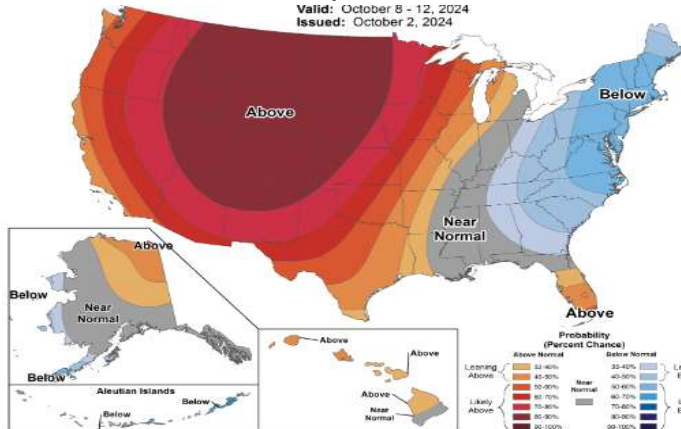 Valid: October 8 - 12, 2024
Issued: October 2, 2024
Above
Below
Near
Normal
Above
Above
Below
Near
Normal
Below
Aleutian Islands
Below
Below
Above
Above
Above
Near
Normal
Probability
(Percent Chance)
Above Normal
Below Normal
Leaning
Above
33-40%
40-50%
Near
Normal
33-40%
40-50%
Likely
Above
50-60%
60-70%
70-80%
80-90%
90-100%
50-60%
60-70%
70-80%
80-90%
90-100%